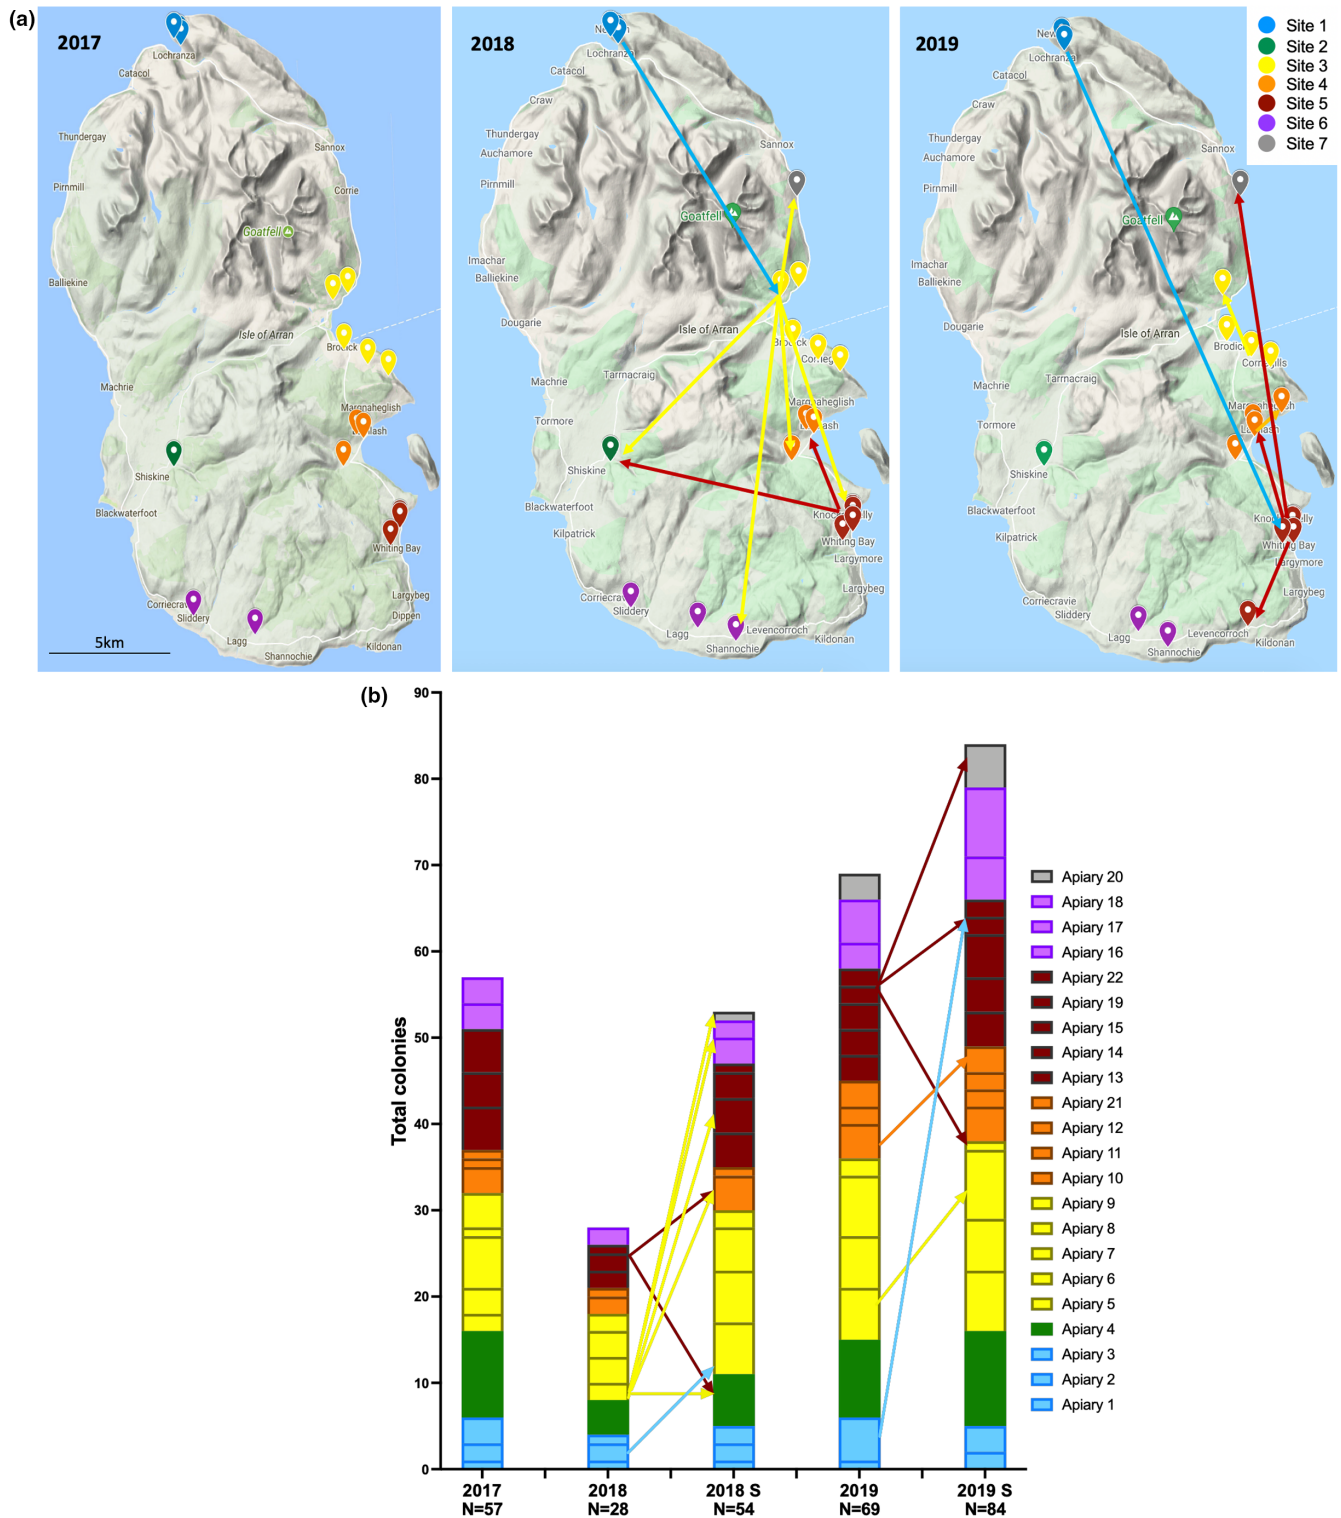 (a)
2017
Lochranza
Catacol
Thundergay
Sannox
Pirnmill
Corrie
Goatfell
Balliekine
Isle of Arran
Brodick
Machrie
Margnaheglish
Shiskine
Blackwaterfoot
Whiting Bay
Corriecravie
Sliddery
Largybeg
Dippen
Lagg
Kildonan
Shannochie
5km
2018
Lochranza
Catacol
Craw
Thundergay
Auchamore
Sannox
Pirnmill
Goatfell
Imachar
Balliekine
Dougarie
Isle of Arran
Brodick
Tarrnacraig
Machrie
Margnaheglish
Tormore
Shiskine
Blackwaterfoot
Kilpatrick
Whiting Bay
Largymore
Largybeg
Sliddery
Lagg
Levencorroch
Kildonan
Shannochie
2019
Lochranza
Catacol
Craw
Thundergay
Auchamore
Sannox
Pirnmill
Goatfell
Imachar
Balliekine
Dougarie
Isle of Arran
Tarrnacraig
Machrie
Tormore
Shiskine
Blackwaterfoot
Kilpatrick
Whiting Bay
Largymore
Largybeg
Corriecravie
Sliddery
Lagg
Levencorroch
Kildonan
Shannochie
Site 1
Site 2
Site 3
Site 4
Site 5
Site 6
Site 7
(b)
Total colonies
90
80
70
60
50
40
30
20
10
0
2017
N=57
2018
N=28
2018 S
N=54
2019
N=69
2019 S
N=84
Apiary 20
Apiary 18
Apiary 17
Apiary 16
Apiary 22
Apiary 19
Apiary 15
Apiary 14
Apiary 13
Apiary 21
Apiary 12
Apiary 11
Apiary 10
Apiary 9
Apiary 8
Apiary 7
Apiary 6
Apiary 5
Apiary 4
Apiary 3
Apiary 2
Apiary 1